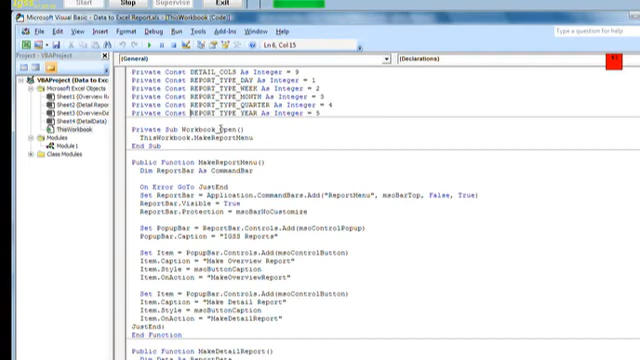 Start
Stop
Supervise
Microsoft Visual Basic - Data to Excel Report.xls - [ThisWorkbook (Code)]
File Edit View Insert Format Debug Run Tools Add-Ins Window Help
Type a question for help
Ln 6, Col 15
Project - VBAProject
(General)
(Declarations)
VBAProject (Data to Exc
Microsoft Excel Objects
Sheet1 (Overview R
Sheet2 (Detail Repo
Sheet3 (OverviewDa
Sheet4 (DetailData)
ThisWorkbook
Modules
Module1
Class Modules
Private Const DETAIL_COLS As Integer = 9
Private Const REPORT_TYPE_DAY As Integer = 1
Private Const REPORT_TYPE_WEEK As Integer = 2
Private Const REPORT_TYPE_MONTH As Integer = 3
Private Const REPORT_TYPE_QUARTER As Integer = 4
Private Const REPORT_TYPE_YEAR As Integer = 5
Private Sub Workbook_Open()
ThisWorkbook.MakeReportMenu
End Sub
Public Function MakeReportMenu()
Dim ReportBar As CommandBar
On Error GoTo JustEnd
Set ReportBar = Application.CommandBars.Add("ReportMenu", msoBarTop, False, True)
ReportBar.Visible = True
ReportBar.Protection = msoBarNoCustomize
Set PopupBar = ReportBar.Controls.Add(msoControlPopup)
PopupBar.Caption = "IGSS Reports"
Set Item = PopupBar.Controls.Add(msoControlButton)
Item.Caption = "Make Overview Report"
Item.Style = msoButtonCaption
Item.OnAction = "MakeOverviewReport"
Set Item = PopupBar.Controls.Add(msoControlButton)
Item.Caption = "Make Detail Report"
Item.Style = msoButtonCaption
Item.OnAction = "MakeDetailReport"
JustEnd:
End Function
Public Function MakeDetailReport()
Dim Data As ReportData